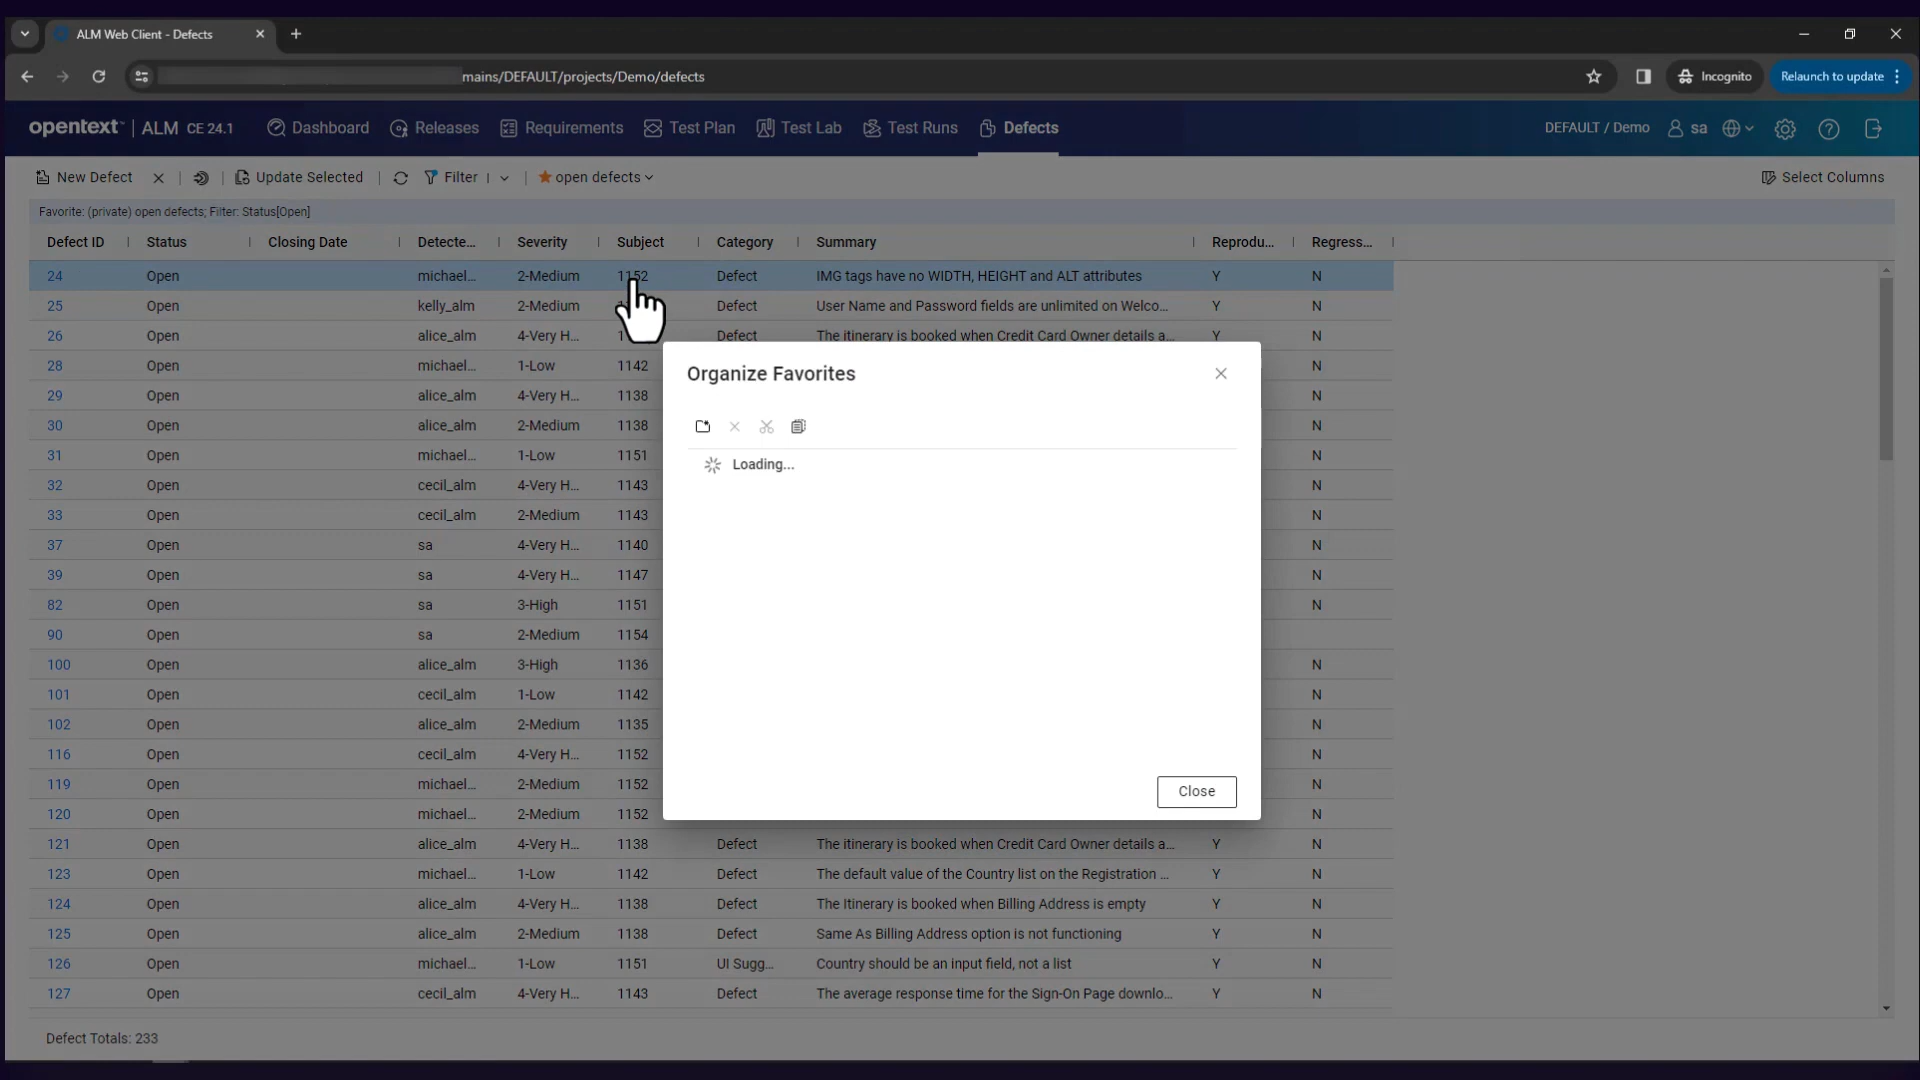 ALM Web Client - Defects
mains/DEFAULT/projects/Demo/defects
Incognito
Relaunch to update
opentext™ | ALM CE 24.1
Dashboard
Releases
Requirements
Test Plan
Test Lab
Test Runs
Defects
DEFAULT / Demo
sa
New Defect
Update Selected
Filter
open defects
Select Columns
Favorite: (private) open defects; Filter: Status[Open]
Defect ID Status Closing Date Detecte... Severity Subject Category Summary Reprodu... Regress...
24 Open michael... 2-Medium 1152 Defect IMG tags have no WIDTH, HEIGHT and ALT attributes Y N
25 Open kelly_alm 2-Medium Defect User Name and Password fields are unlimited on Welco... Y N
26 Open alice_alm 4-Very H... Defect The itinerary is booked when Credit Card Owner details a... Y N
28 Open michael... 1-Low 1142 N
29 Open alice_alm 4-Very H... 1138 N
30 Open alice_alm 2-Medium 1138 N
31 Open michael... 1-Low 1151 N
32 Open cecil_alm 4-Very H... 1143 N
33 Open cecil_alm 2-Medium 1143 N
37 Open sa 4-Very H... 1140 N
39 Open sa 4-Very H... 1147 N
82 Open sa 3-High 1151 N
90 Open sa 2-Medium 1154
100 Open alice_alm 3-High 1136 N
101 Open cecil_alm 1-Low 1142 N
102 Open alice_alm 2-Medium 1135 N
116 Open cecil_alm 4-Very H... 1152 N
119 Open michael... 2-Medium 1152 N
120 Open michael... 2-Medium 1152 N
121 Open alice_alm 4-Very H... 1138 Defect The itinerary is booked when Credit Card Owner details a... Y N
123 Open michael... 1-Low 1142 Defect The default value of the Country list on the Registration ... Y N
124 Open alice_alm 4-Very H... 1138 Defect The Itinerary is booked when Billing Address is empty Y N
125 Open alice_alm 2-Medium 1138 Defect Same As Billing Address option is not functioning Y N
126 Open michael... 1-Low 1151 UI Sugg... Country should be an input field, not a list Y N
127 Open cecil_alm 4-Very H... 1143 Defect The average response time for the Sign-On Page downlo... Y N
Defect Totals: 233
Organize Favorites
Loading...
Close